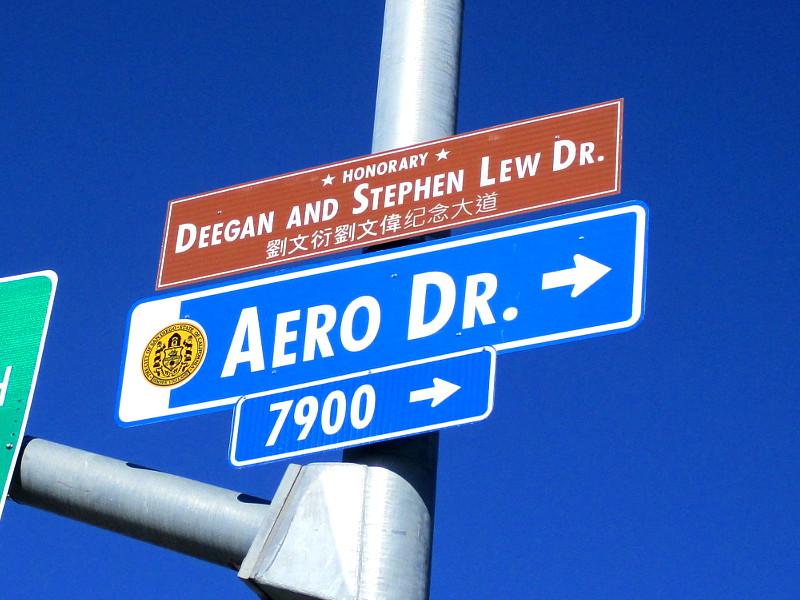 ★ HONORARY ★
DEEGAN AND STEPHEN LEW DR.
劉文衍劉文偉纪念大道
AERO DR. →
7900 →